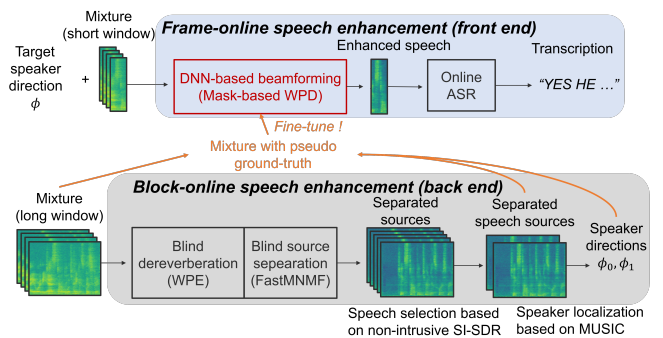 Frame-online speech enhancement (front end)
Mixture
(short window)
Target
speaker
direction
ϕ
+
DNN-based beamforming
(Mask-based WPD)
Enhanced speech
Online
ASR
Transcription
“YES HE …”
Fine-tune !
Mixture with pseudo
ground-truth
Block-online speech enhancement (back end)
Mixture
(long window)
Blind
dereverberation
(WPE)
Blind source
seperation
(FastMNMF)
Separated
sources
Separated
speech sources
Speaker
directions
ϕ0, ϕ1
Speech selection based
on non-intrusive SI-SDR
Speaker localization
based on MUSIC